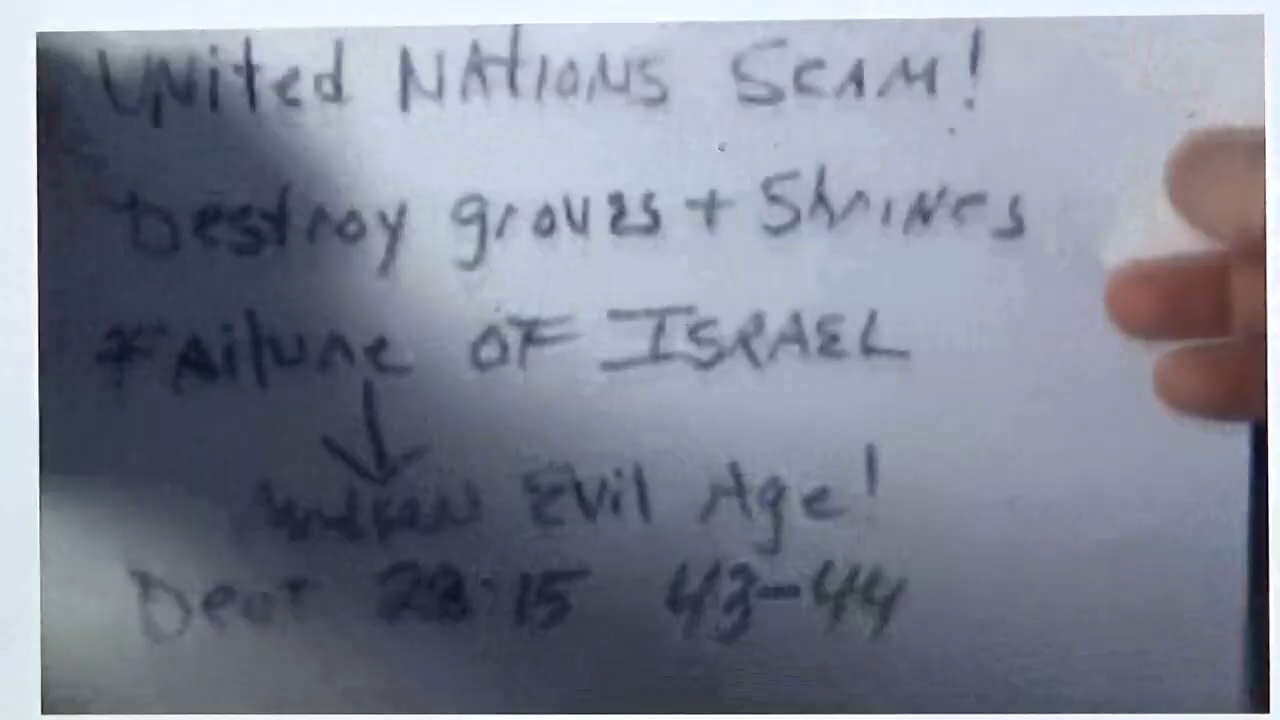 United Nations Scam!
Destroy groves + Shrines
Failure OF ISRAEL
Evil Age!
Deut 28:15 43-44